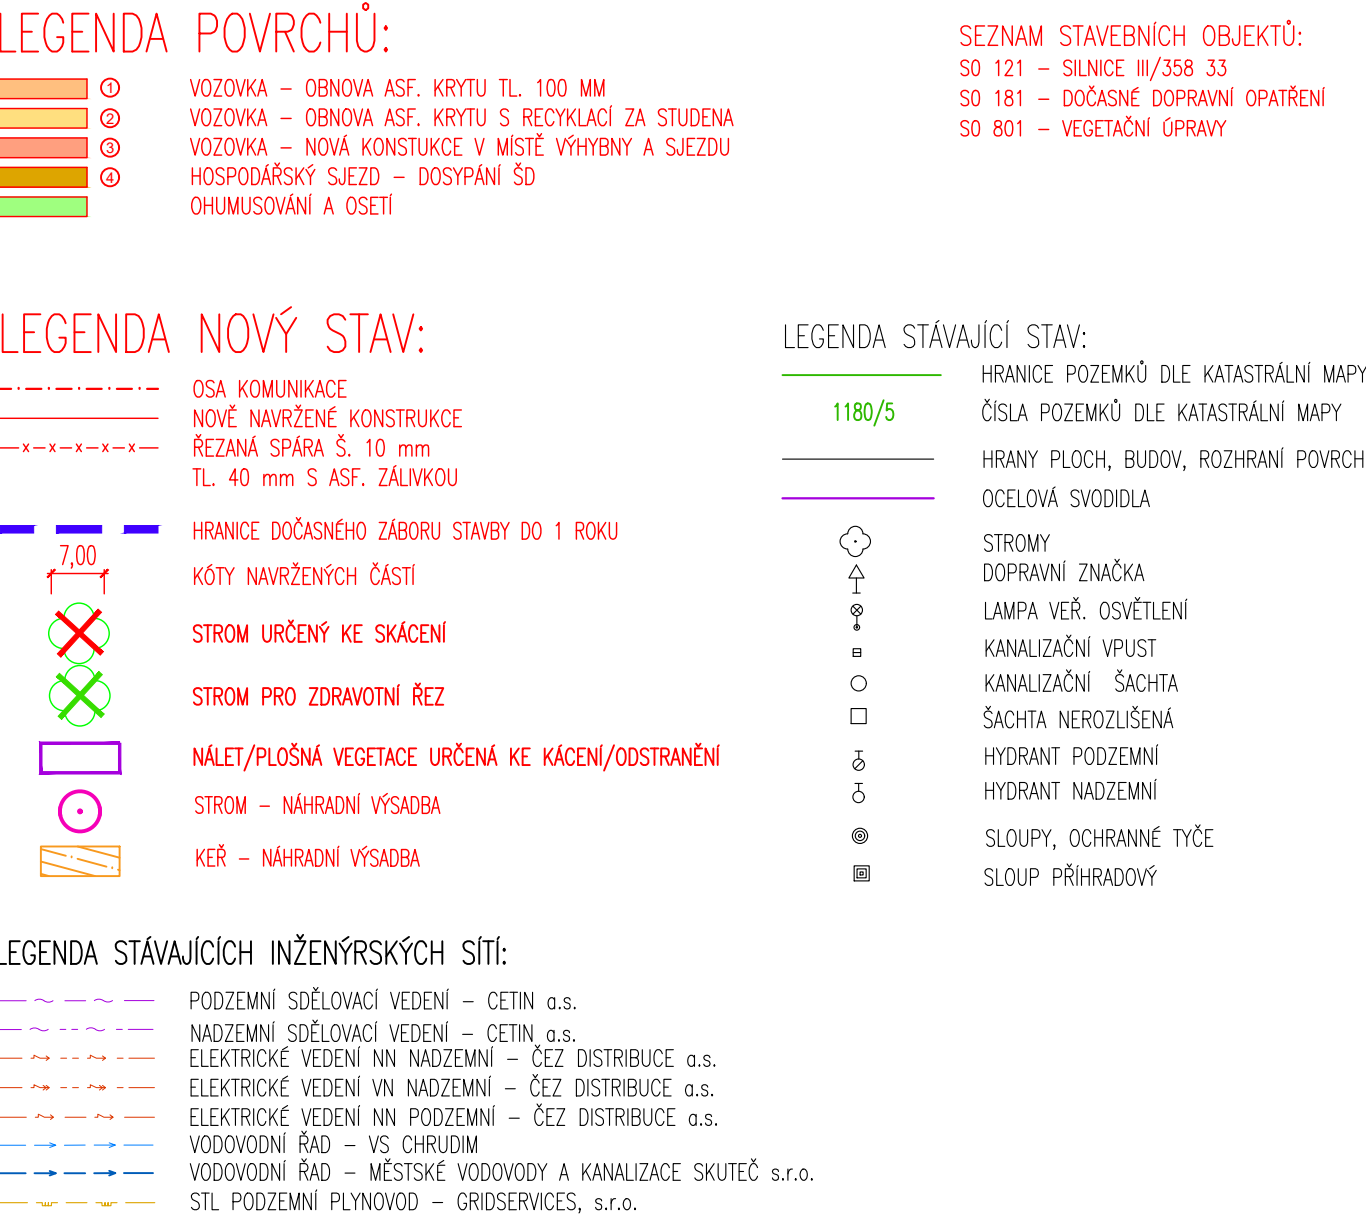 LEGENDA POVRCHŮ:
① VOZOVKA – OBNOVA ASF. KRYTU TL. 100 MM
② VOZOVKA – OBNOVA ASF. KRYTU S RECYKLACÍ ZA STUDENA
③ VOZOVKA – NOVÁ KONSTUKCE V MÍSTĚ VÝHYBNY A SJEZDU
④ HOSPODÁŘSKÝ SJEZD – DOSYPÁNÍ ŠD
OHUMUSOVÁNÍ A OSETÍ
SEZNAM STAVEBNÍCH OBJEKTŮ:
SO 121 – SILNICE III/358 33
SO 181 – DOČASNÉ DOPRAVNÍ OPATŘENÍ
SO 801 – VEGETAČNÍ ÚPRAVY
LEGENDA NOVÝ STAV:
OSA KOMUNIKACE
NOVĚ NAVRŽENÉ KONSTRUKCE
ŘEZANÁ SPÁRA Š. 10 mm
TL. 40 mm S ASF. ZÁLIVKOU
HRANICE DOČASNÉHO ZÁBORU STAVBY DO 1 ROKU
7,00
KÓTY NAVRŽENÝCH ČÁSTÍ
STROM URČENÝ KE SKÁCENÍ
STROM PRO ZDRAVOTNÍ ŘEZ
NÁLET/PLOŠNÁ VEGETACE URČENÁ KE KÁCENÍ/ODSTRANĚNÍ
STROM – NÁHRADNÍ VÝSADBA
KEŘ – NÁHRADNÍ VÝSADBA
LEGENDA STÁVAJÍCÍ STAV:
HRANICE POZEMKŮ DLE KATASTRÁLNÍ MAPY
1180/5 ČÍSLA POZEMKŮ DLE KATASTRÁLNÍ MAPY
HRANY PLOCH, BUDOV, ROZHRANÍ POVRCH
OCELOVÁ SVODIDLA
STROMY
DOPRAVNÍ ZNAČKA
LAMPA VEŘ. OSVĚTLENÍ
KANALIZAČNÍ VPUST
KANALIZAČNÍ ŠACHTA
ŠACHTA NEROZLIŠENÁ
HYDRANT PODZEMNÍ
HYDRANT NADZEMNÍ
SLOUPY, OCHRANNÉ TYČE
SLOUP PŘÍHRADOVÝ
LEGENDA STÁVAJÍCÍCH INŽENÝRSKÝCH SÍTÍ:
PODZEMNÍ SDĚLOVACÍ VEDENÍ – CETIN a.s.
NADZEMNÍ SDĚLOVACÍ VEDENÍ – CETIN a.s.
ELEKTRICKÉ VEDENÍ NN NADZEMNÍ – ČEZ DISTRIBUCE a.s.
ELEKTRICKÉ VEDENÍ VN NADZEMNÍ – ČEZ DISTRIBUCE a.s.
ELEKTRICKÉ VEDENÍ NN PODZEMNÍ – ČEZ DISTRIBUCE a.s.
VODOVODNÍ ŘAD – VS CHRUDIM
VODOVODNÍ ŘAD – MĚSTSKÉ VODOVODY A KANALIZACE SKUTEČ s.r.o.
STL PODZEMNÍ PLYNOVOD – GRIDSERVICES, s.r.o.